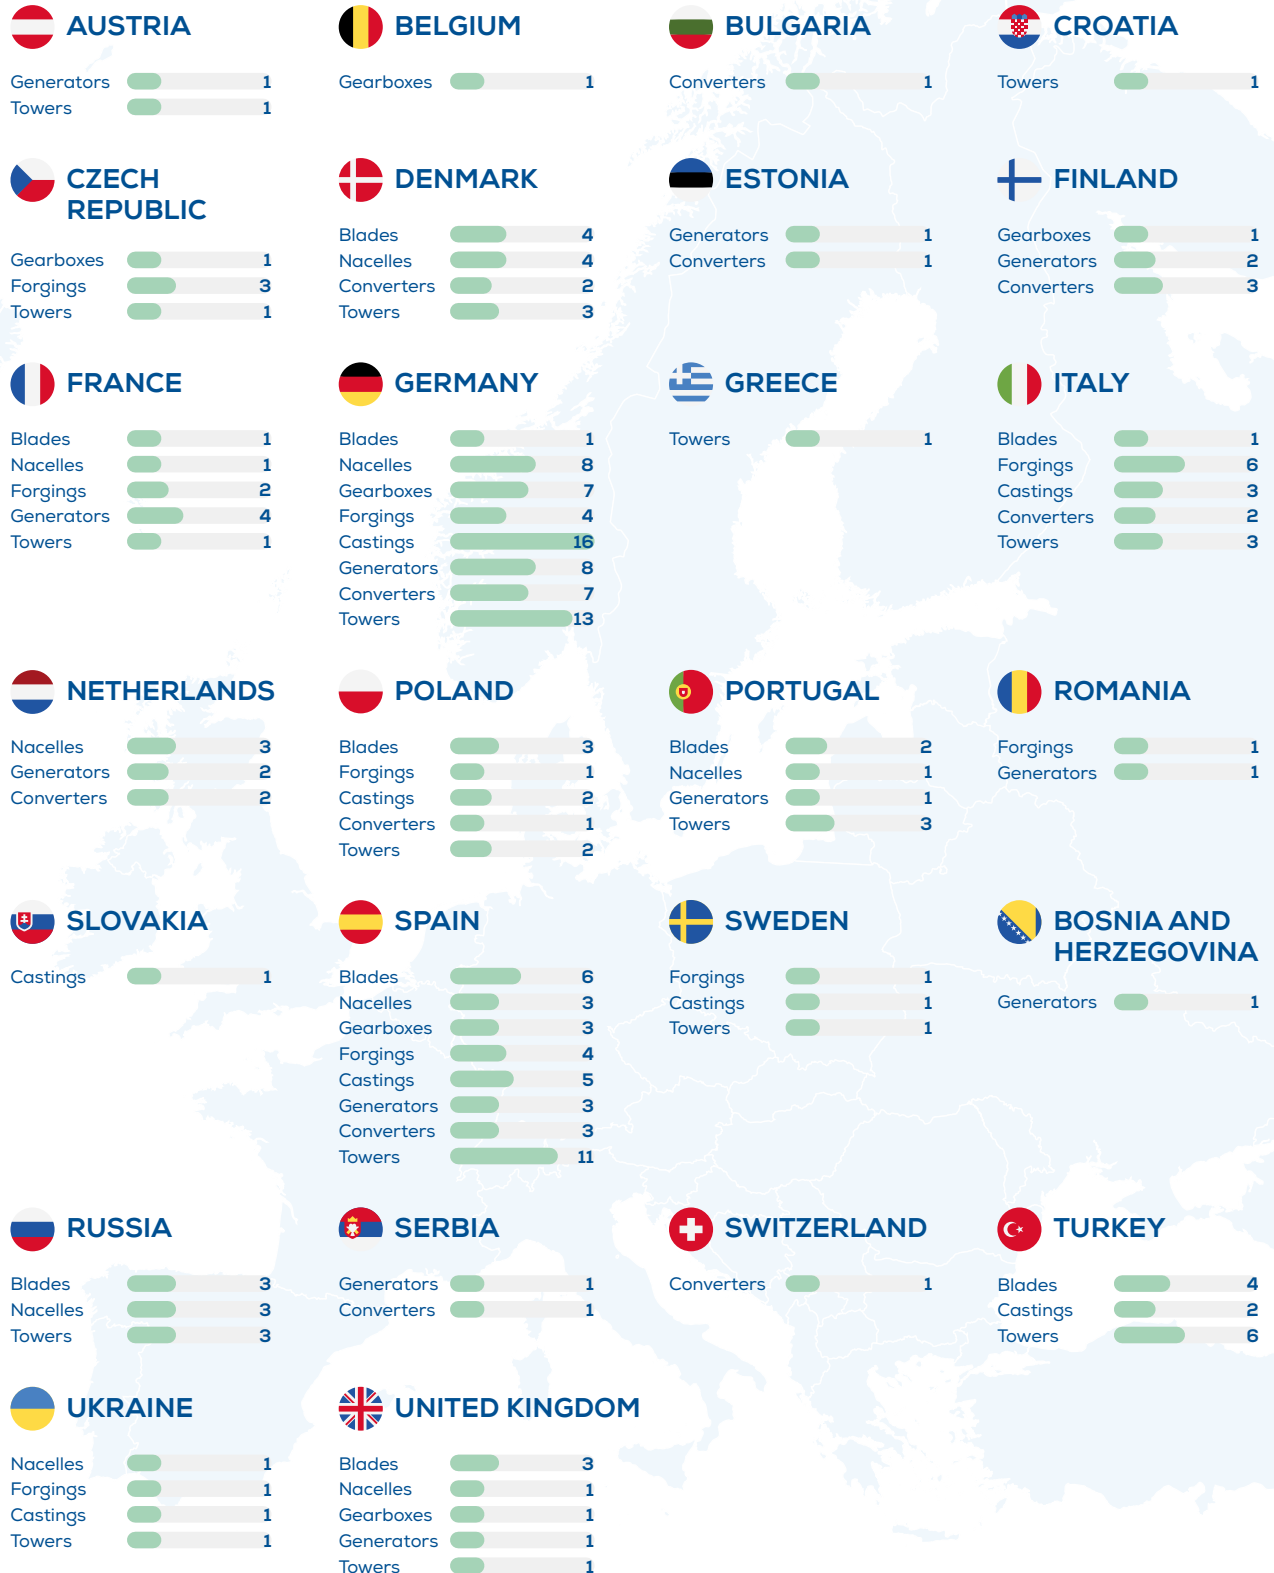 AUSTRIA
Generators 1
Towers 1
BELGIUM
Gearboxes 1
BULGARIA
Converters 1
CROATIA
Towers 1
CZECH
REPUBLIC
Gearboxes 1
Forgings 3
Towers 1
DENMARK
Blades 4
Nacelles 4
Converters 2
Towers 3
ESTONIA
Generators 1
Converters 1
FINLAND
Gearboxes 1
Generators 2
Converters 3
FRANCE
Blades 1
Nacelles 1
Forgings 2
Generators 4
Towers 1
GERMANY
Blades 1
Nacelles 8
Gearboxes 7
Forgings 4
Castings 16
Generators 8
Converters 7
Towers 13
GREECE
Towers 1
ITALY
Blades 1
Forgings 6
Castings 3
Converters 2
Towers 3
NETHERLANDS
Nacelles 3
Generators 2
Converters 2
POLAND
Blades 3
Forgings 1
Castings 2
Converters 1
Towers 2
PORTUGAL
Blades 2
Nacelles 1
Generators 1
Towers 3
ROMANIA
Forgings 1
Generators 1
SLOVAKIA
Castings 1
SPAIN
Blades 6
Nacelles 3
Gearboxes 3
Forgings 4
Castings 5
Generators 3
Converters 3
Towers 11
SWEDEN
Forgings 1
Castings 1
Towers 1
BOSNIA AND
HERZEGOVINA
Generators 1
RUSSIA
Blades 3
Nacelles 3
Towers 3
SERBIA
Generators 1
Converters 1
SWITZERLAND
Converters 1
TURKEY
Blades 4
Castings 2
Towers 6
UKRAINE
Nacelles 1
Forgings 1
Castings 1
Towers 1
UNITED KINGDOM
Blades 3
Nacelles 1
Gearboxes 1
Generators 1
Towers 1